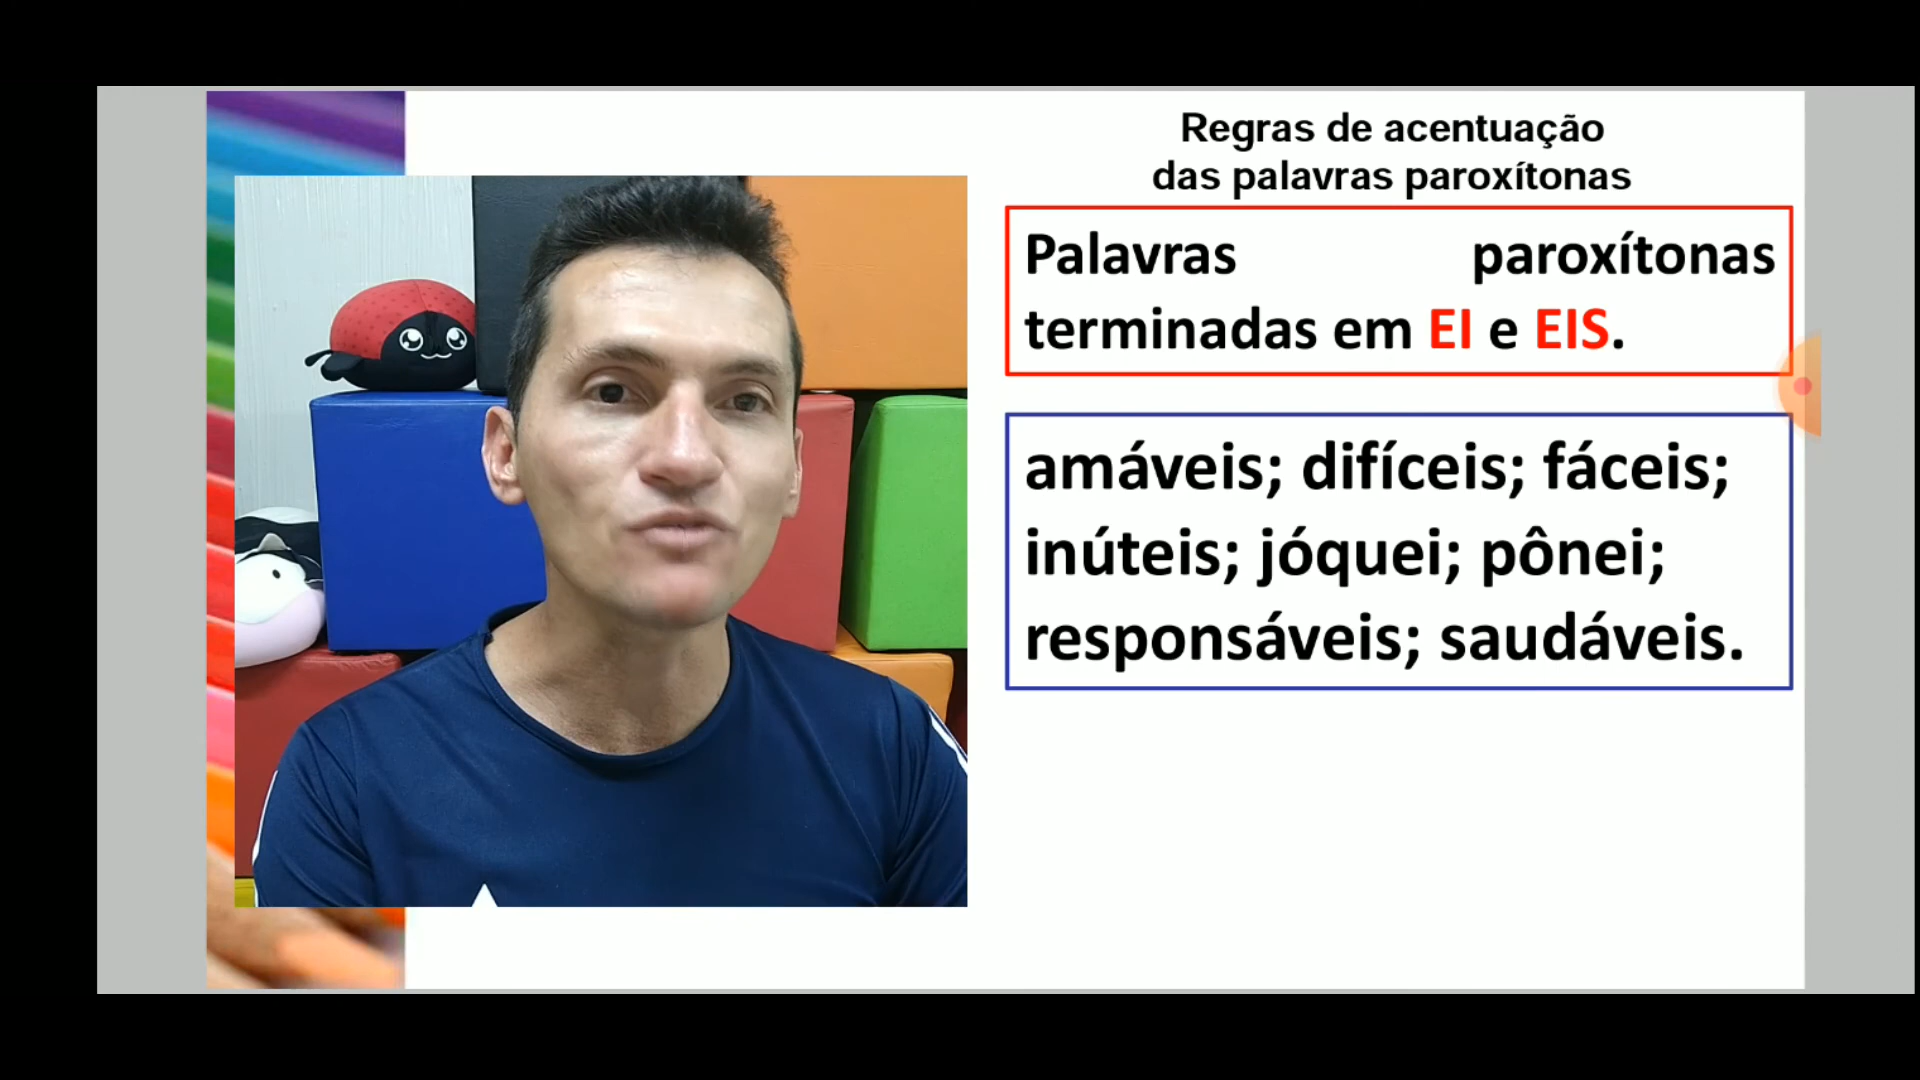 Regras de acentuação
das palavras paroxítonas
Palavras paroxítonas
terminadas em EI e EIS.
amáveis; difíceis; fáceis;
inúteis; jóquei; pônei;
responsáveis; saudáveis.